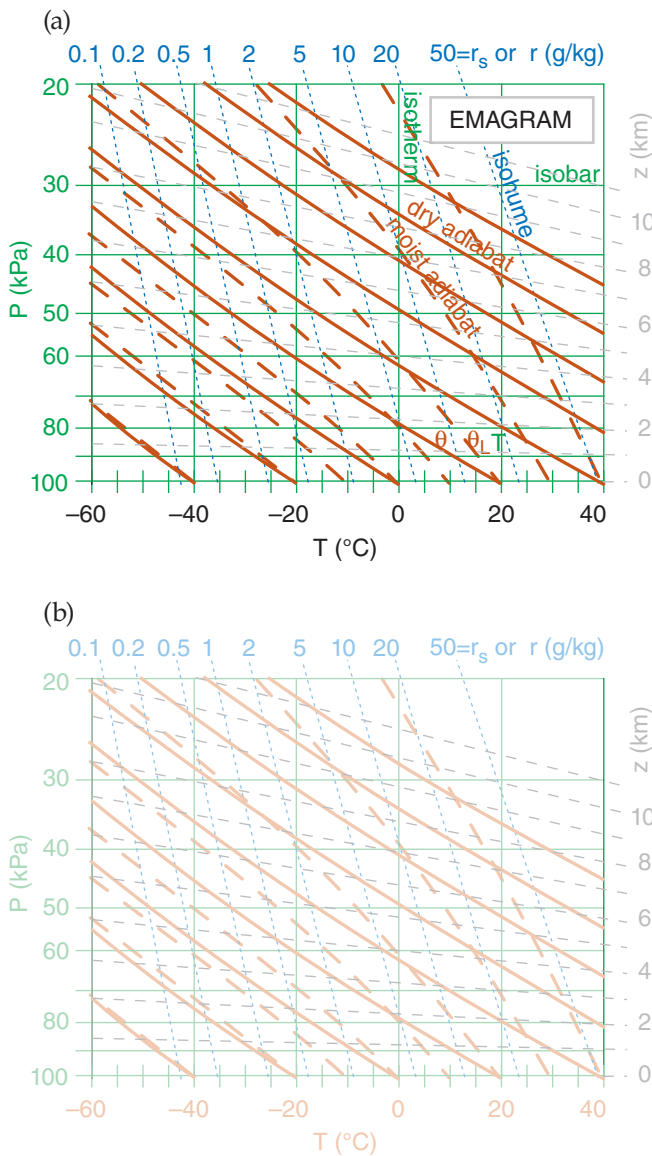 (a)
0.1 0.2 0.5 1 2 5 10 20 50=rs or r (g/kg)
20
30
40
50
60
80
100
P (kPa)
isotherm
EMAGRAM
isohume
isobar
dry adiabat
moist adiabat
θ θL T
z (km)
10
8
6
4
2
0
–60 –40 –20 0 20 40
T (°C)
(b)
0.1 0.2 0.5 1 2 5 10 20 50=rs or r (g/kg)
20
30
40
50
60
80
100
P (kPa)
z (km)
10
8
6
4
2
0
–60 –40 –20 0 20 40
T (°C)